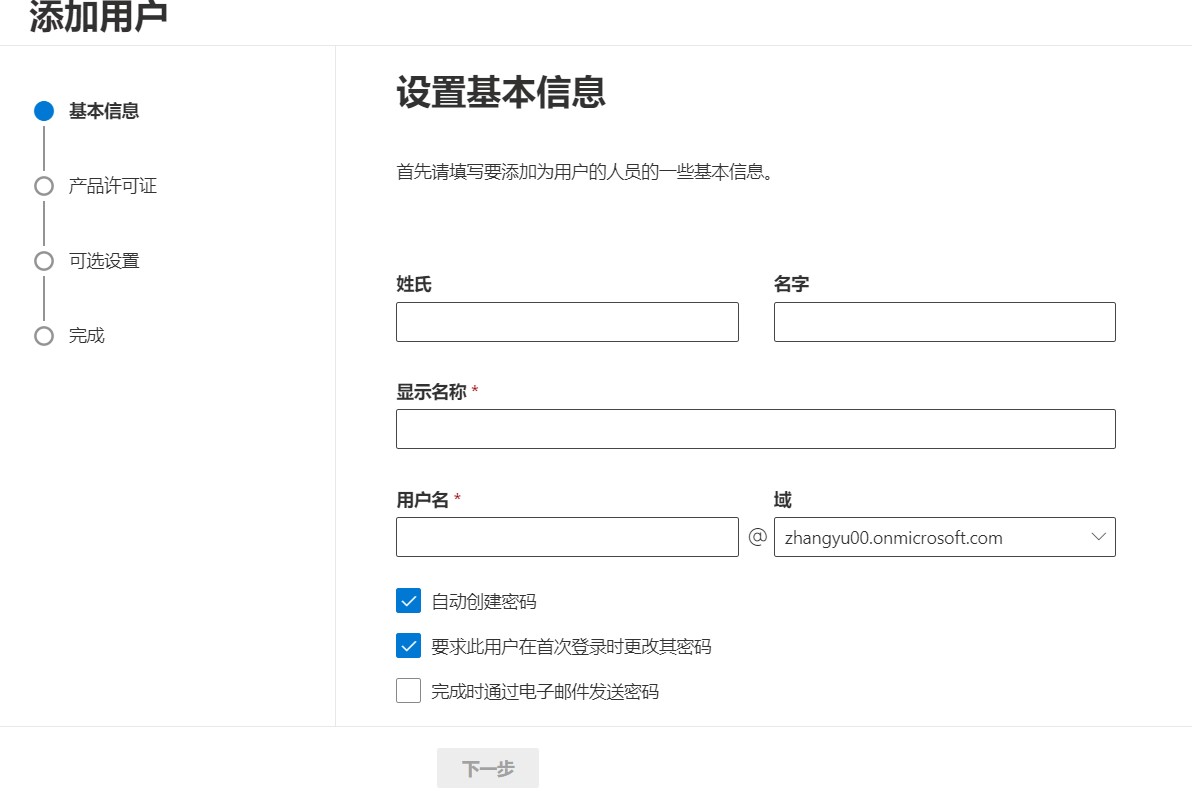 添加用户
基本信息
产品许可证
可选设置
完成
设置基本信息
首先请填写要添加为用户的人员的一些基本信息。
姓氏 名字
显示名称 *
用户名 * 域
@ zhangyu00.onmicrosoft.com
自动创建密码
要求此用户在首次登录时更改其密码
完成时通过电子邮件发送密码
下一步